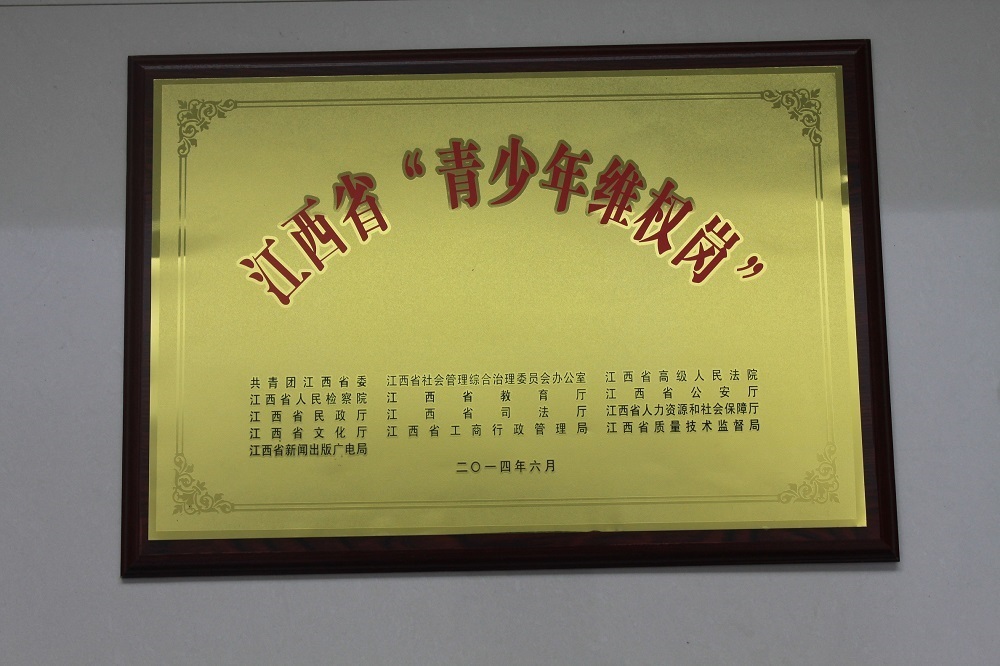 江西省“青少年维权岗”
共青团江西省委 江西省社会管理综合治理委员会办公室 江西省高级人民法院
江西省人民检察院 江西省教育厅 江西省公安厅
江西省民政厅 江西省司法厅 江西省人力资源和社会保障厅
江西省文化厅 江西省工商行政管理局 江西省质量技术监督局
江西省新闻出版广电局
二〇一四年六月